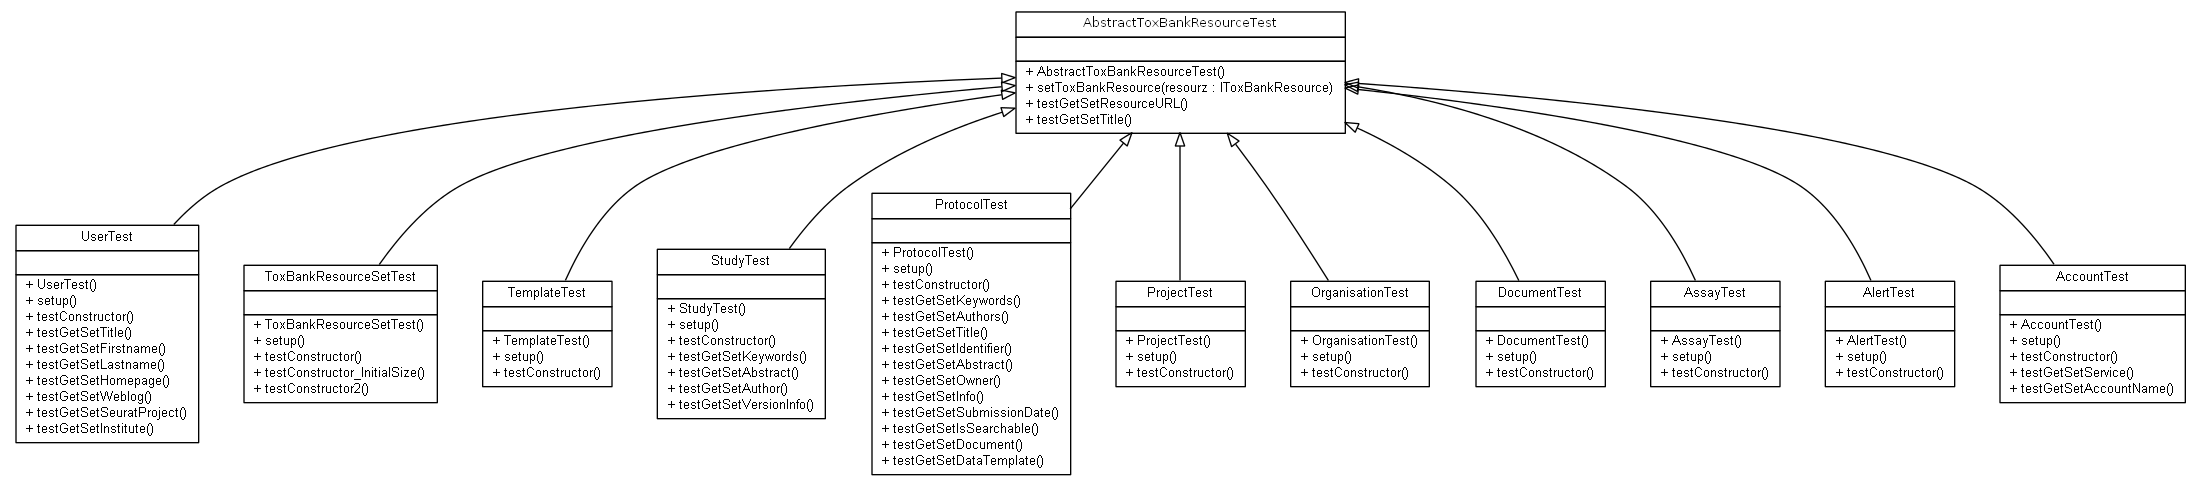 AbstractToxBankResourceTest
+ AbstractToxBankResourceTest()
+ setToxBankResource(resourz : IToxBankResource)
+ testGetSetResourceURL()
+ testGetSetTitle()
UserTest
+ UserTest()
+ setup()
+ testConstructor()
+ testGetSetTitle()
+ testGetSetFirstname()
+ testGetSetLastname()
+ testGetSetHomepage()
+ testGetSetWeblog()
+ testGetSetSeuratProject()
+ testGetSetInstitute()
ToxBankResourceSetTest
+ ToxBankResourceSetTest()
+ setup()
+ testConstructor()
+ testConstructor_InitialSize()
+ testConstructor2()
TemplateTest
+ TemplateTest()
+ setup()
+ testConstructor()
StudyTest
+ StudyTest()
+ setup()
+ testConstructor()
+ testGetSetKeywords()
+ testGetSetAbstract()
+ testGetSetAuthor()
+ testGetSetVersionInfo()
ProtocolTest
+ ProtocolTest()
+ setup()
+ testConstructor()
+ testGetSetKeywords()
+ testGetSetAuthors()
+ testGetSetTitle()
+ testGetSetIdentifier()
+ testGetSetAbstract()
+ testGetSetOwner()
+ testGetSetInfo()
+ testGetSetSubmissionDate()
+ testGetSetIsSearchable()
+ testGetSetDocument()
+ testGetSetDataTemplate()
ProjectTest
+ ProjectTest()
+ setup()
+ testConstructor()
OrganisationTest
+ OrganisationTest()
+ setup()
+ testConstructor()
DocumentTest
+ DocumentTest()
+ setup()
+ testConstructor()
AssayTest
+ AssayTest()
+ setup()
+ testConstructor()
AlertTest
+ AlertTest()
+ setup()
+ testConstructor()
AccountTest
+ AccountTest()
+ setup()
+ testConstructor()
+ testGetSetService()
+ testGetSetAccountName()